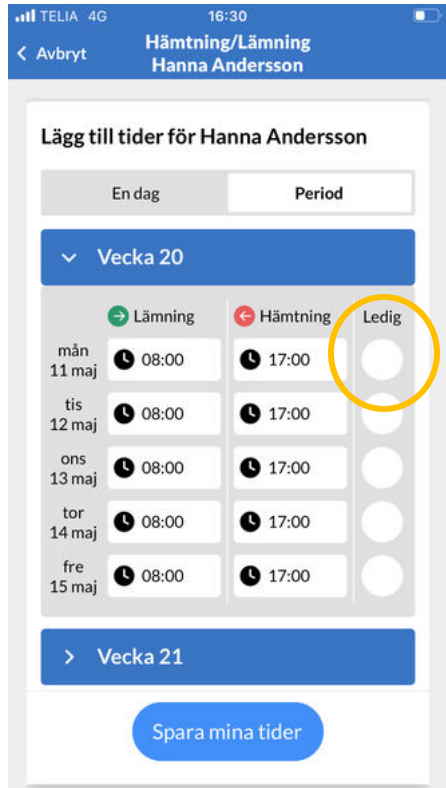 TELIA 4G 16:30
Avbryt
Hämtning/Lämning
Hanna Andersson
Lägg till tider för Hanna Andersson
En dag Period
Vecka 20
Lämning Hämtning Ledig
mån
11 maj 08:00 17:00
tis
12 maj 08:00 17:00
ons
13 maj 08:00 17:00
tor
14 maj 08:00 17:00
fre
15 maj 08:00 17:00
Vecka 21
Spara mina tider